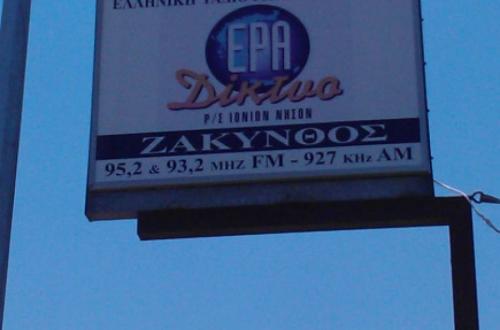 ΕΛΛΗΝΙΚΗ
ΕΡΑ
Δίκτυο
Ρ/Σ ΙΟΝΙΩΝ ΝΗΣΩΝ
ΖΑΚΥΝΘΟΣ
95,2 & 93,2 MHZ FM - 927 KHz AM